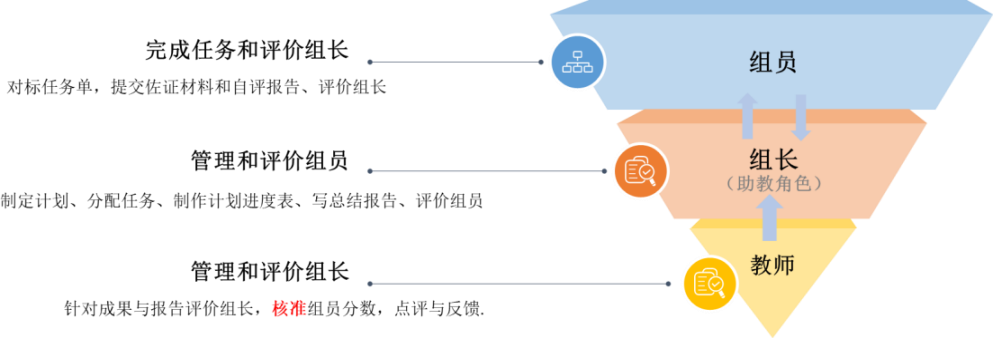 完成任务和评价组长
对标任务单，提交佐证材料和自评报告、评价组长
组员
管理和评价组员
制定计划、分配任务、制作计划进度表、写总结报告、评价组员
组长
（助教角色）
管理和评价组长
针对成果与报告评价组长，核准组员分数，点评与反馈.
教师